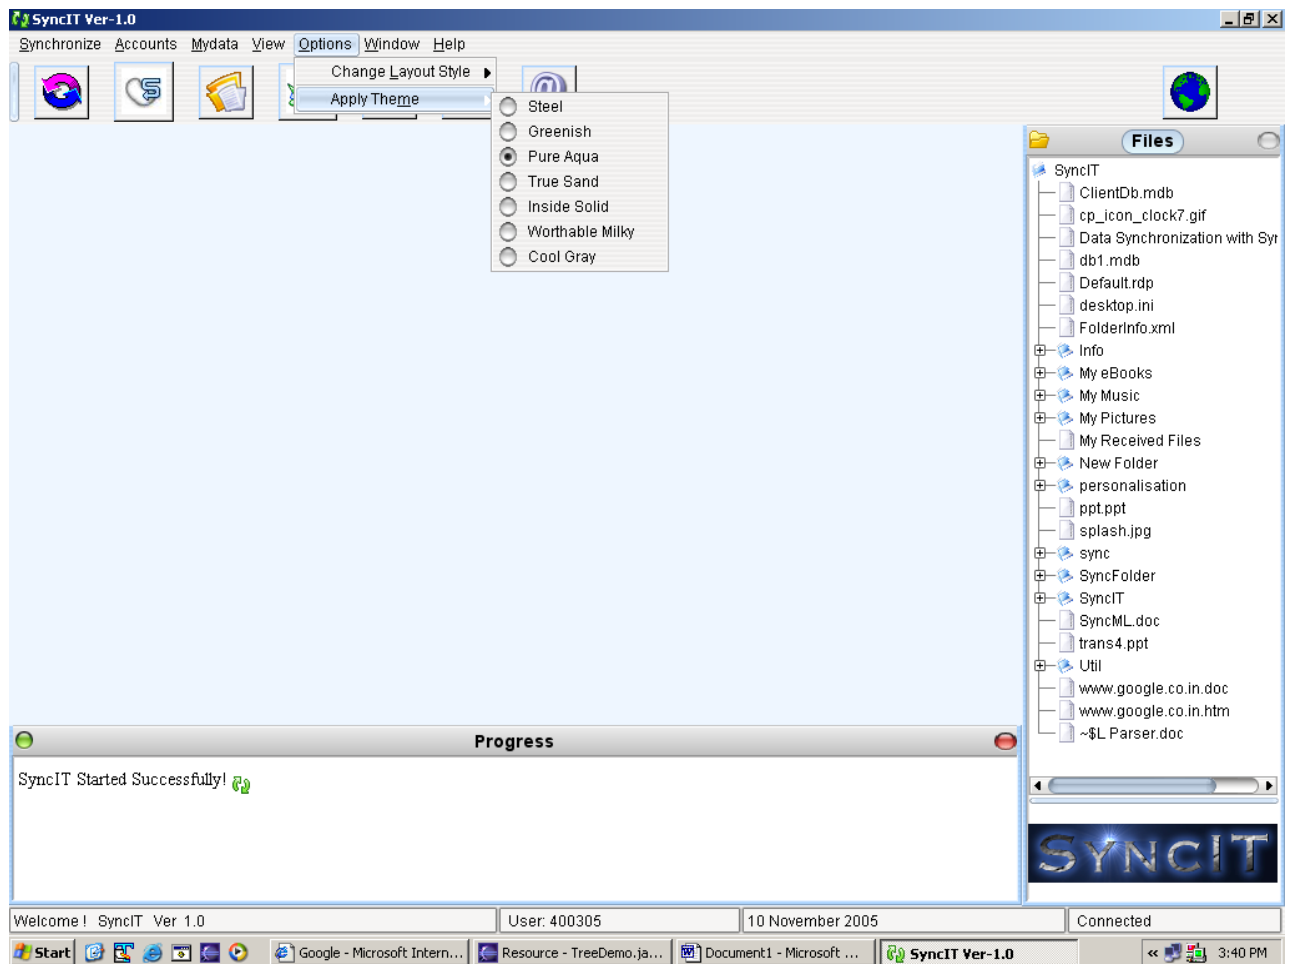 SyncIT Ver-1.0
Synchronize Accounts Mydata View Options Window Help
Change Layout Style
Apply Theme
Steel
Greenish
Pure Aqua
True Sand
Inside Solid
Worthable Milky
Cool Gray
Files
SyncIT
ClientDb.mdb
cp_icon_clock7.gif
Data Synchronization with Syr
db1.mdb
Default.rdp
desktop.ini
FolderInfo.xml
Info
My eBooks
My Music
My Pictures
My Received Files
New Folder
personalisation
ppt.ppt
splash.jpg
sync
SyncFolder
SyncIT
SyncML.doc
trans4.ppt
Util
www.google.co.in.doc
www.google.co.in.htm
~$L Parser.doc
Progress
SyncIT Started Successfully!
SYNCIT
Welcome ! SyncIT Ver 1.0
User: 400305
10 November 2005
Connected
Start
Google - Microsoft Intern...
Resource - TreeDemo.ja...
Document1 - Microsoft ...
SyncIT Ver-1.0
« 3:40 PM